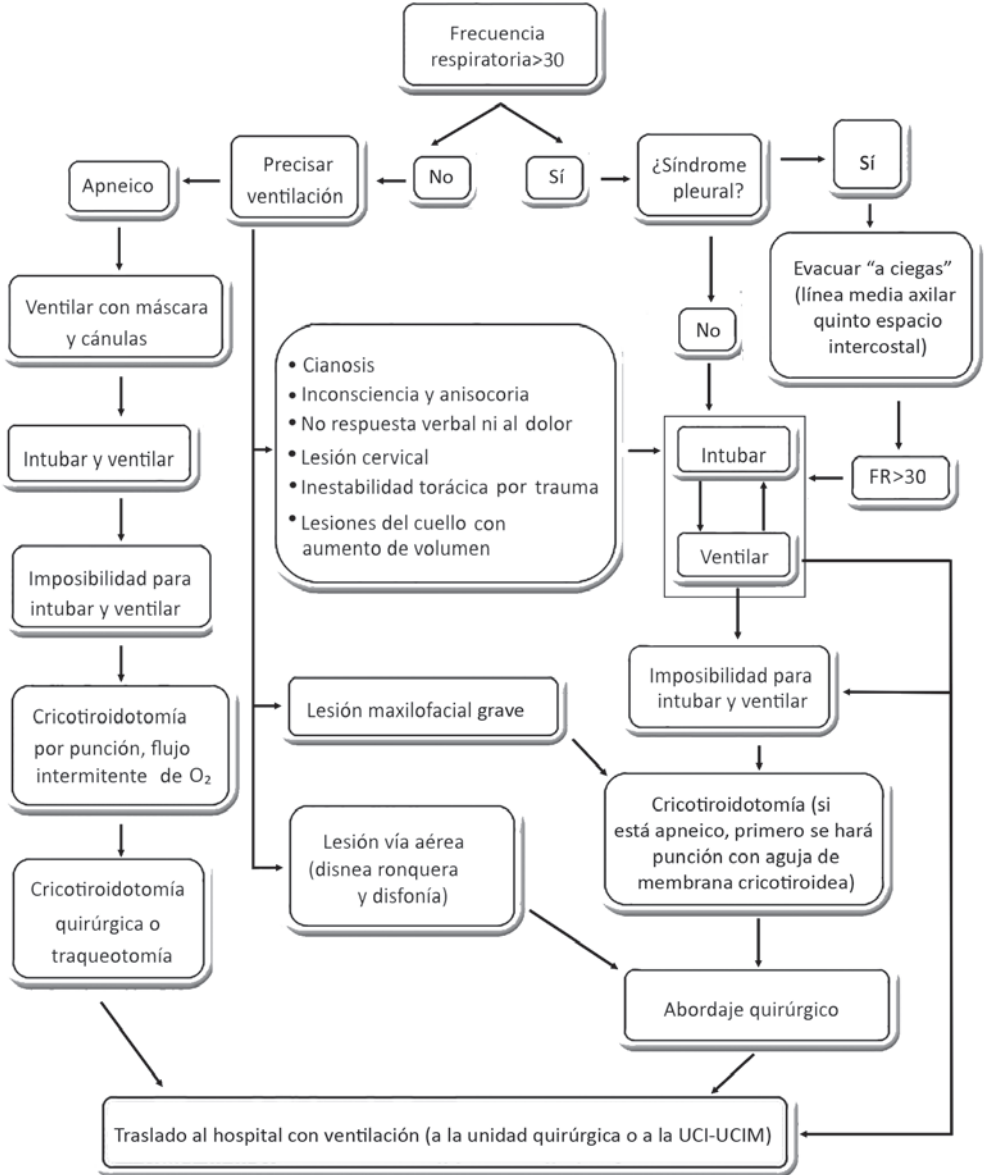 Frecuencia
respiratoria>30
Precisar
ventilación
Apneico
No
Sí
¿Síndrome
pleural?
Sí
Ventilar con máscara
y cánulas
Evacuar “a ciegas”
(línea media axilar
quinto espacio
intercostal)
No
• Cianosis
• Inconsciencia y anisocoria
• No respuesta verbal ni al dolor
• Lesión cervical
• Inestabilidad torácica por trauma
• Lesiones del cuello con
aumento de volumen
Intubar y ventilar
Intubar
FR>30
Ventilar
Imposibilidad para
intubar y ventilar
Imposibilidad para
intubar y ventilar
Cricotiroidotomía
por punción, flujo
intermitente de O₂
Lesión maxilofacial grave
Cricotiroidotomía (si
está apneico, primero se hará
punción con aguja de
membrana cricotiroidea)
Lesión vía aérea
(disnea ronquera
y disfonía)
Cricotiroidotomía
quirúrgica o
traqueotomía
Abordaje quirúrgico
Traslado al hospital con ventilación (a la unidad quirúrgica o a la UCI-UCIM)